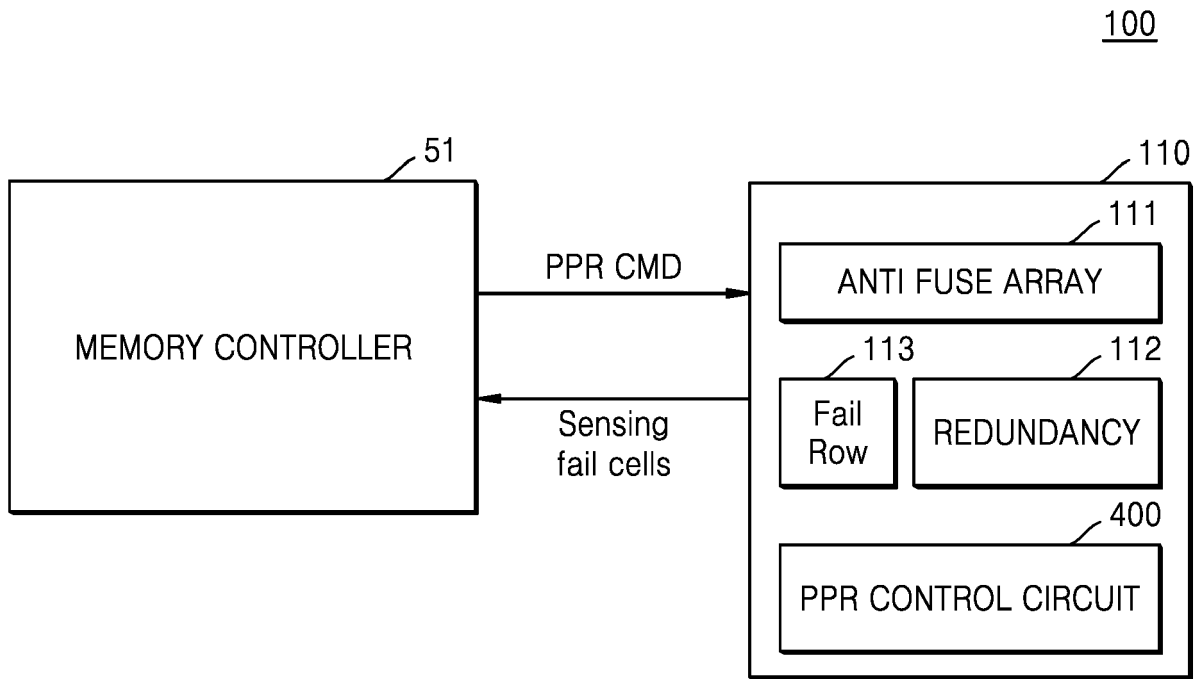 100
51
110
MEMORY CONTROLLER
PPR CMD
Sensing
fail cells
111
ANTI FUSE ARRAY
113
112
Fail
Row
REDUNDANCY
400
PPR CONTROL CIRCUIT